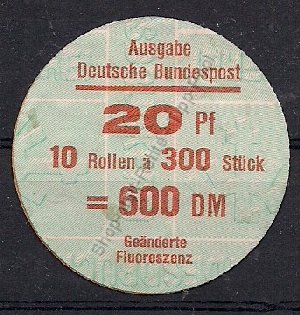 Ausgabe
Deutsche Bundespost
20 Pf
10 Rollen à 300 Stück
= 600 DM
Geänderte
Fluoreszenz